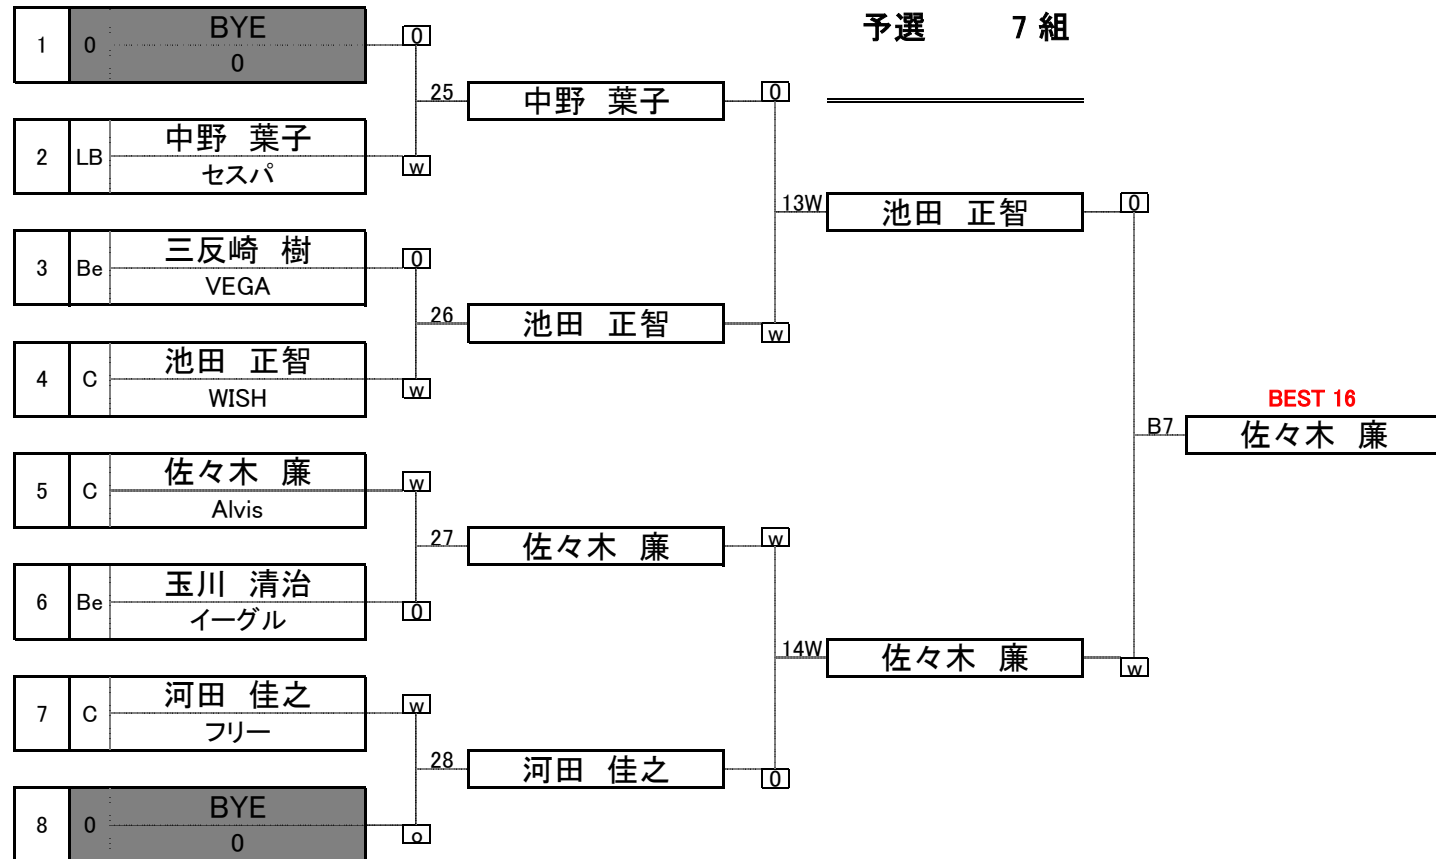 予選 7 組
1 0 BYE
0
0
25 中野 葉子 0
2 LB 中野 葉子
セスパ
w
13W 池田 正智 0
3 Be 三反崎 樹
VEGA
0
26 池田 正智 w
4 C 池田 正智
WISH
w
BEST 16
B7 佐々木 廉
5 C 佐々木 廉
Alvis
w
27 佐々木 廉 w
6 Be 玉川 清治
イーグル
0
14W 佐々木 廉 w
7 C 河田 佳之
フリー
w
28 河田 佳之 0
8 0 BYE
0
o